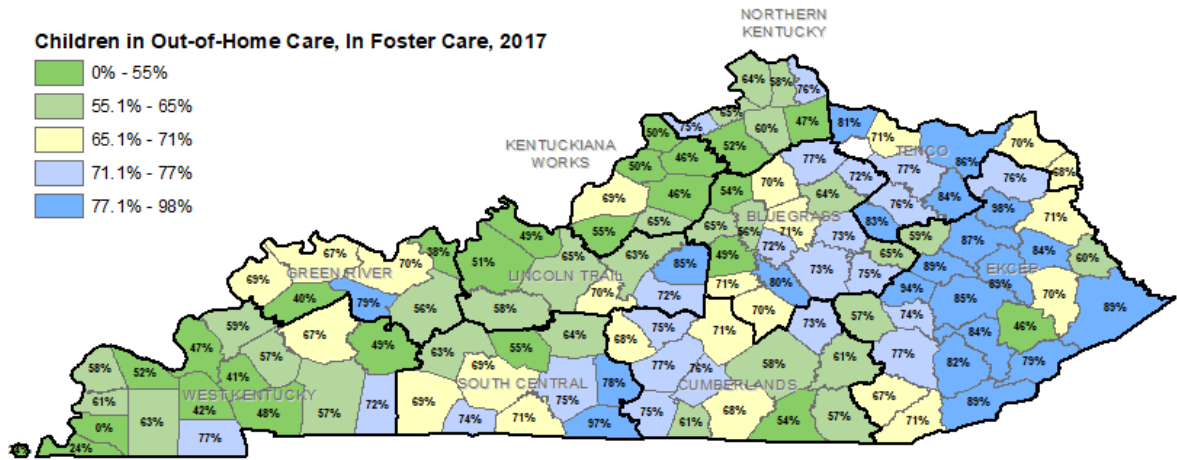 NORTHERN
KENTUCKY
Children in Out-of-Home Care, In Foster Care, 2017
0% - 55%
55.1% - 65%
65.1% - 71%
71.1% - 77%
77.1% - 98%
64% 58% 76%
65% 60% 47% 81% 71%
50% 75% 52% 86% 70%
KENTUCKIANA
WORKS
TENCO
50% 46% 77% 72% 77% 76% 68%
69% 46% 54% 70% 64% 76% 84% 98%
55% 65% 65% 56% 71% 73% 83% 71%
BLUEGRASS
49% 65% 63% 85% 49% 72% 65% 59% 87% 84% 60%
67% 70% 38% 51%
GREEN RIVER
LINCOLN TRAIL
EKCEP
69% 79% 56% 58% 70% 72% 71% 80% 73% 75% 89% 94% 85% 83% 70% 89%
40% 59% 67% 49% 63% 55% 64% 68% 75% 71% 70% 73% 57% 74% 84% 46%
47% 57% 69% 77% 76% 58% 61% 77% 82% 79%
58% 52% 41%
WEST KENTUCKY
SOUTH CENTRAL
CUMBERLANDS
61% 42% 48% 57% 72% 69% 75% 78% 67% 89%
0% 63% 77% 74% 71% 97% 75% 61% 68% 54% 57% 71%
24%